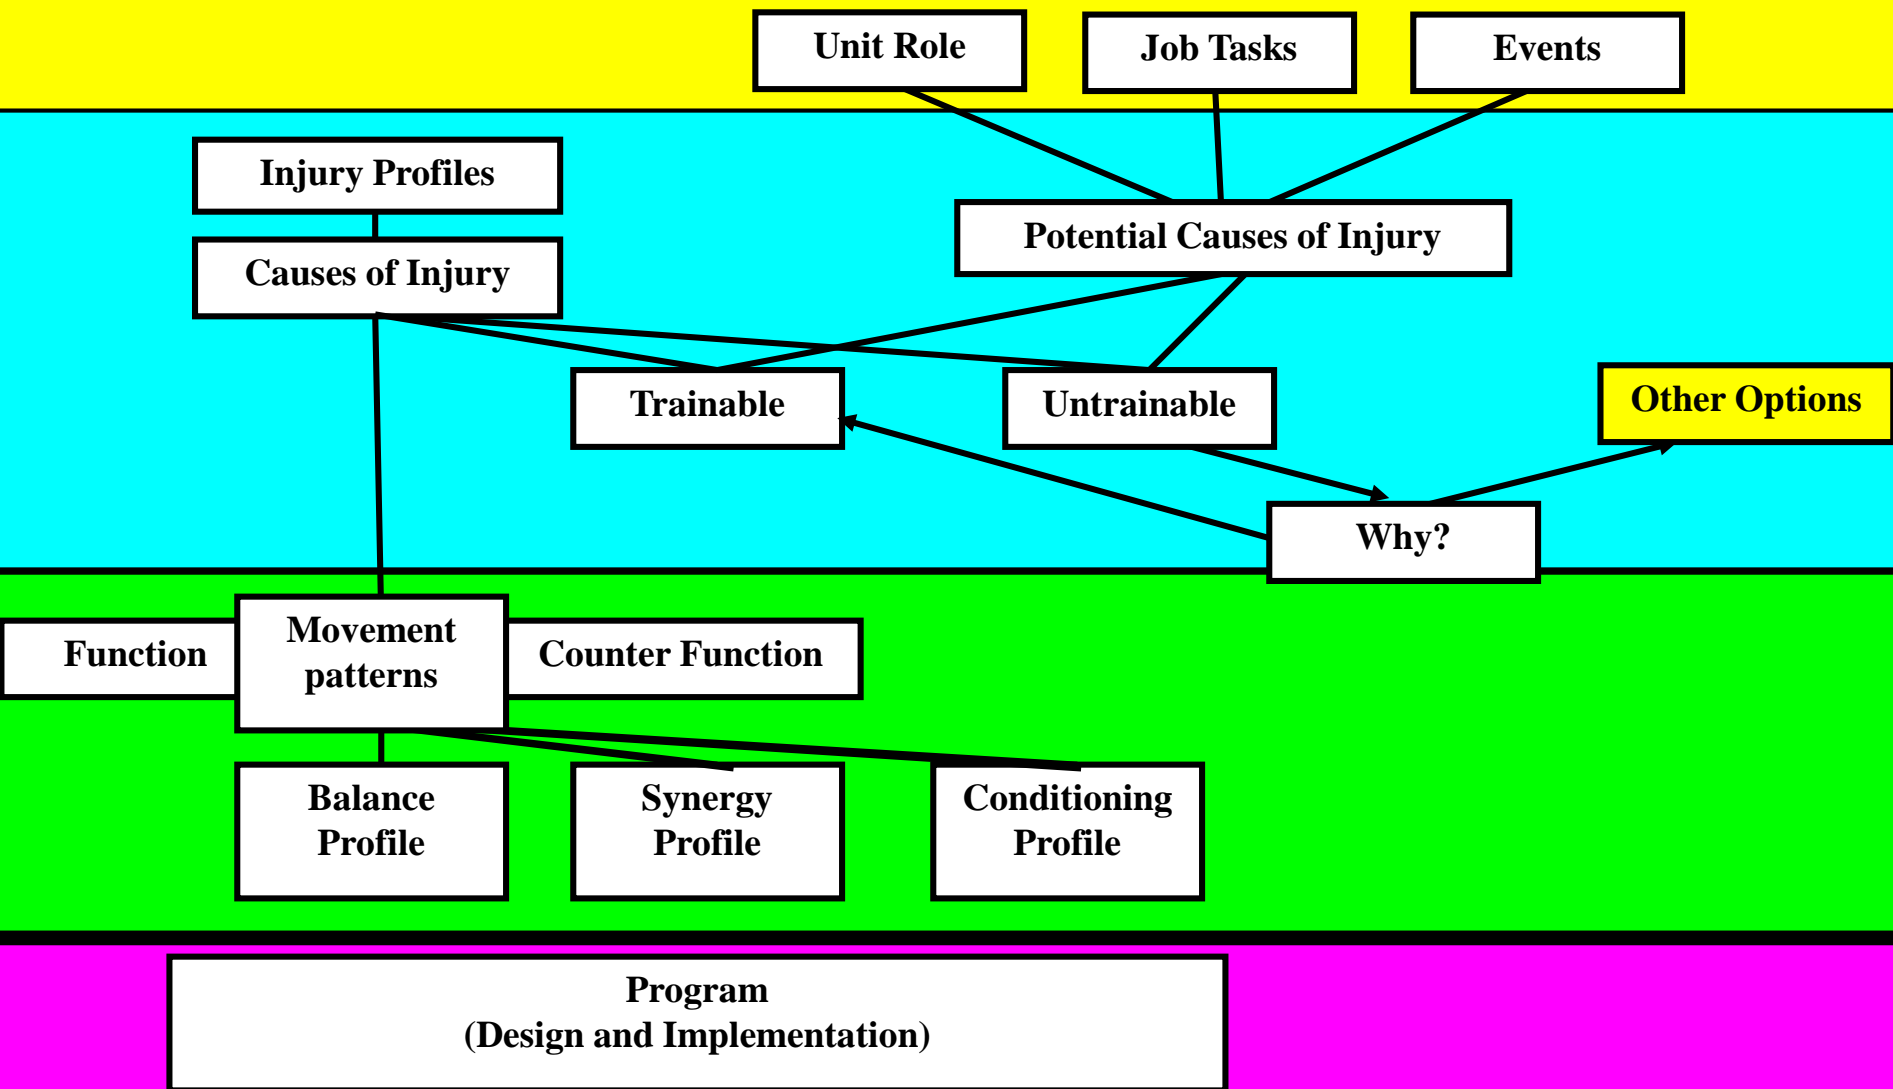 Unit Role
Job Tasks
Events
Injury Profiles
Potential Causes of Injury
Causes of Injury
Trainable
Untrainable
Other Options
Why?
Function
Movement
patterns
Counter Function
Balance
Profile
Synergy
Profile
Conditioning
Profile
Program
(Design and Implementation)